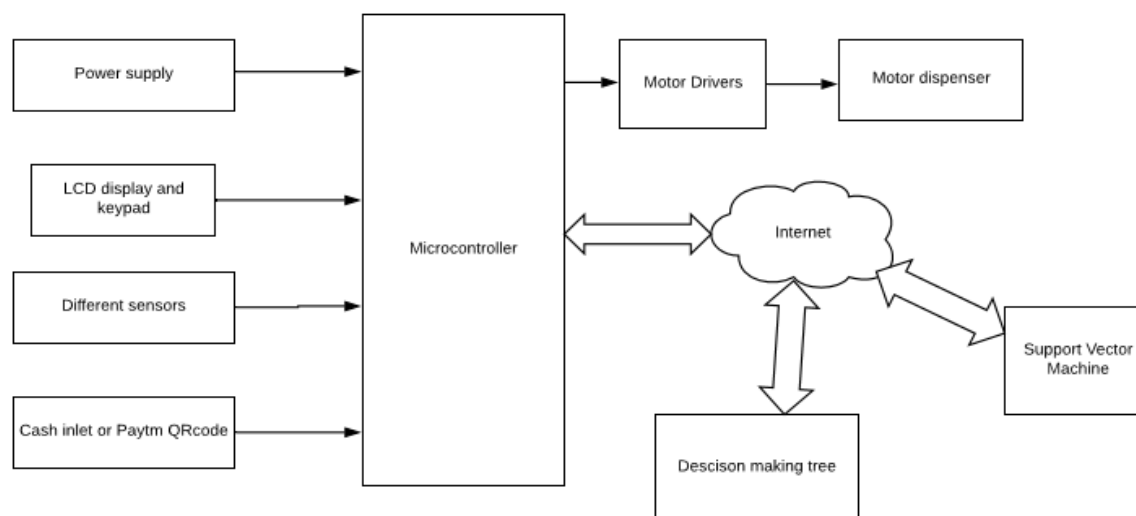 Power supply
Motor Drivers
Motor dispenser
LCD display and
keypad
Microcontroller
Internet
Different sensors
Support Vector
Machine
Cash inlet or Paytm QRcode
Descison making tree